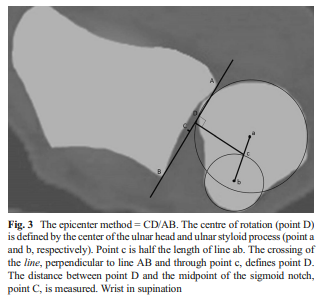 A
D
a
C
c
B
b
Fig. 3 The epicenter method = CD/AB. The centre of rotation (point D)
is defined by the center of the ulnar head and ulnar styloid process (point a
and b, respectively). Point c is half the length of line ab. The crossing of
the line, perpendicular to line AB and through point c, defines point D.
The distance between point D and the midpoint of the sigmoid notch,
point C, is measured. Wrist in supination